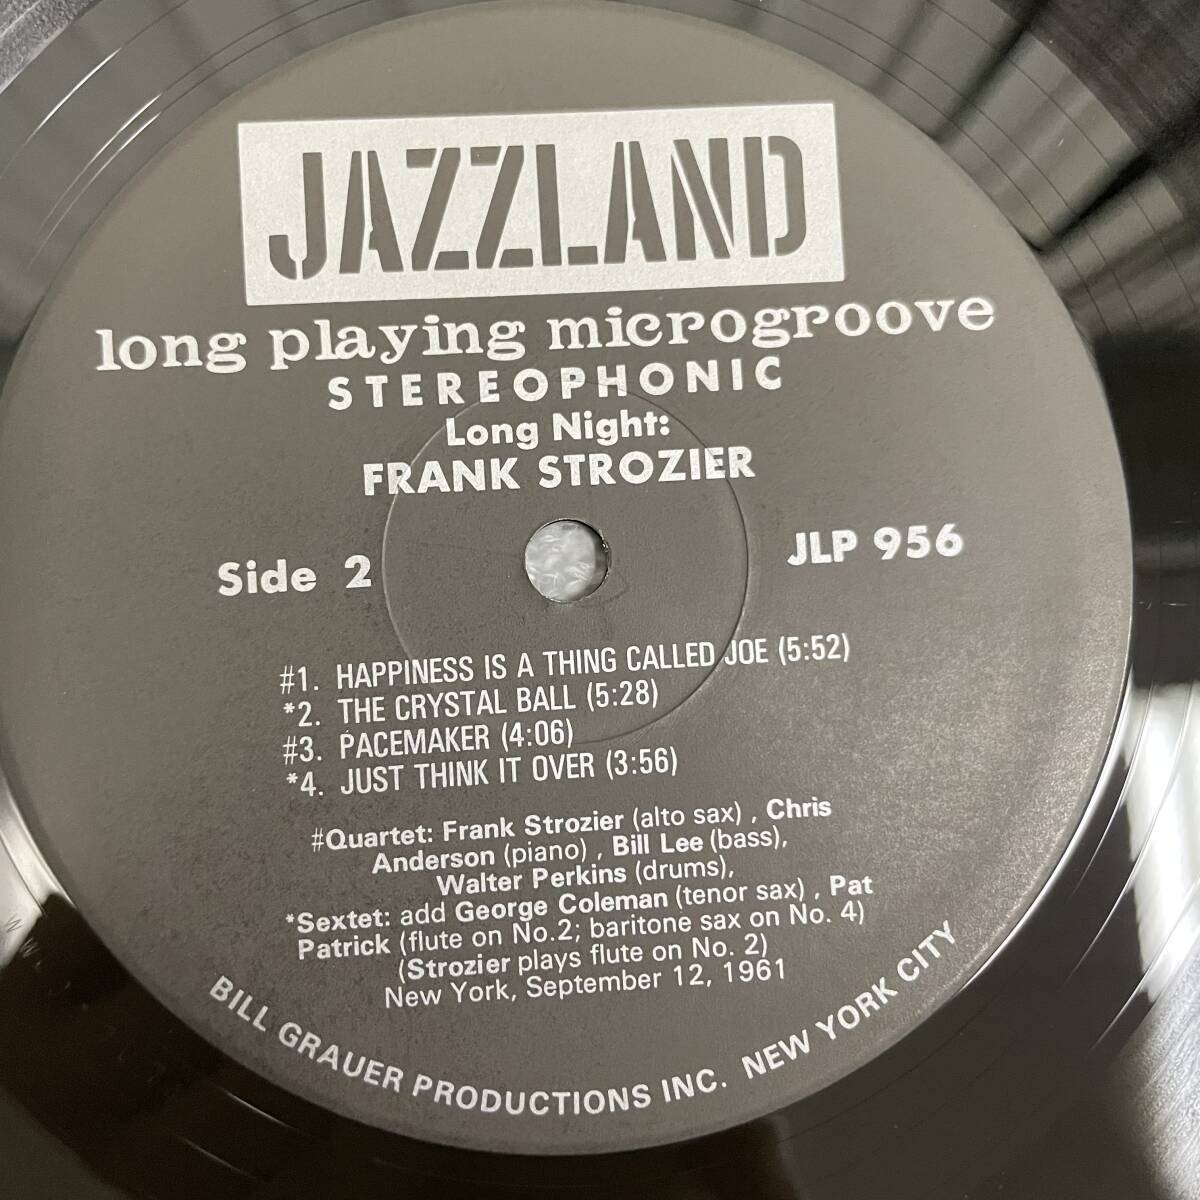 JAZZLAND
long playing microgroove
STEREOPHONIC
Long Night:
FRANK STROZIER
Side 2
JLP 956
#1. HAPPINESS IS A THING CALLED JOE (5:52)
*2. THE CRYSTAL BALL (5:28)
#3. PACEMAKER (4:06)
*4. JUST THINK IT OVER (3:56)
#Quartet: Frank Strozier (alto sax) , Chris
Anderson (piano) , Bill Lee (bass),
Walter Perkins (drums),
*Sextet: add George Coleman (tenor sax) , Pat
Patrick (flute on No.2; baritone sax on No. 4)
(Strozier plays flute on No. 2)
New York, September 12, 1961
BILL GRAUER PRODUCTIONS INC. NEW YORK CITY